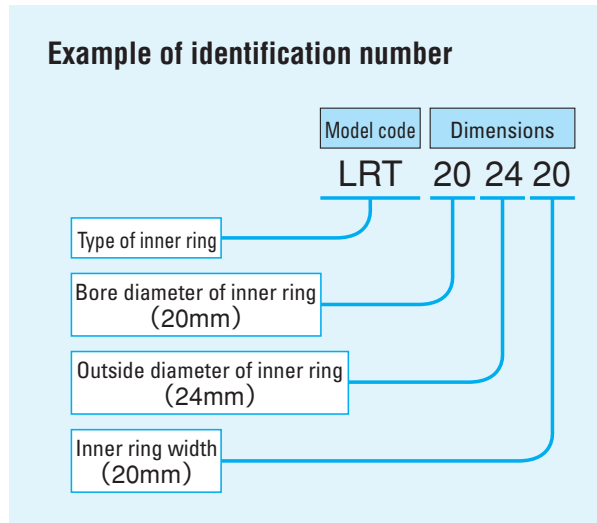 Example of identification number
Model code Dimensions
LRT 20 24 20
Type of inner ring
Bore diameter of inner ring
（20mm）
Outside diameter of inner ring
（24mm）
Inner ring width
（20mm）